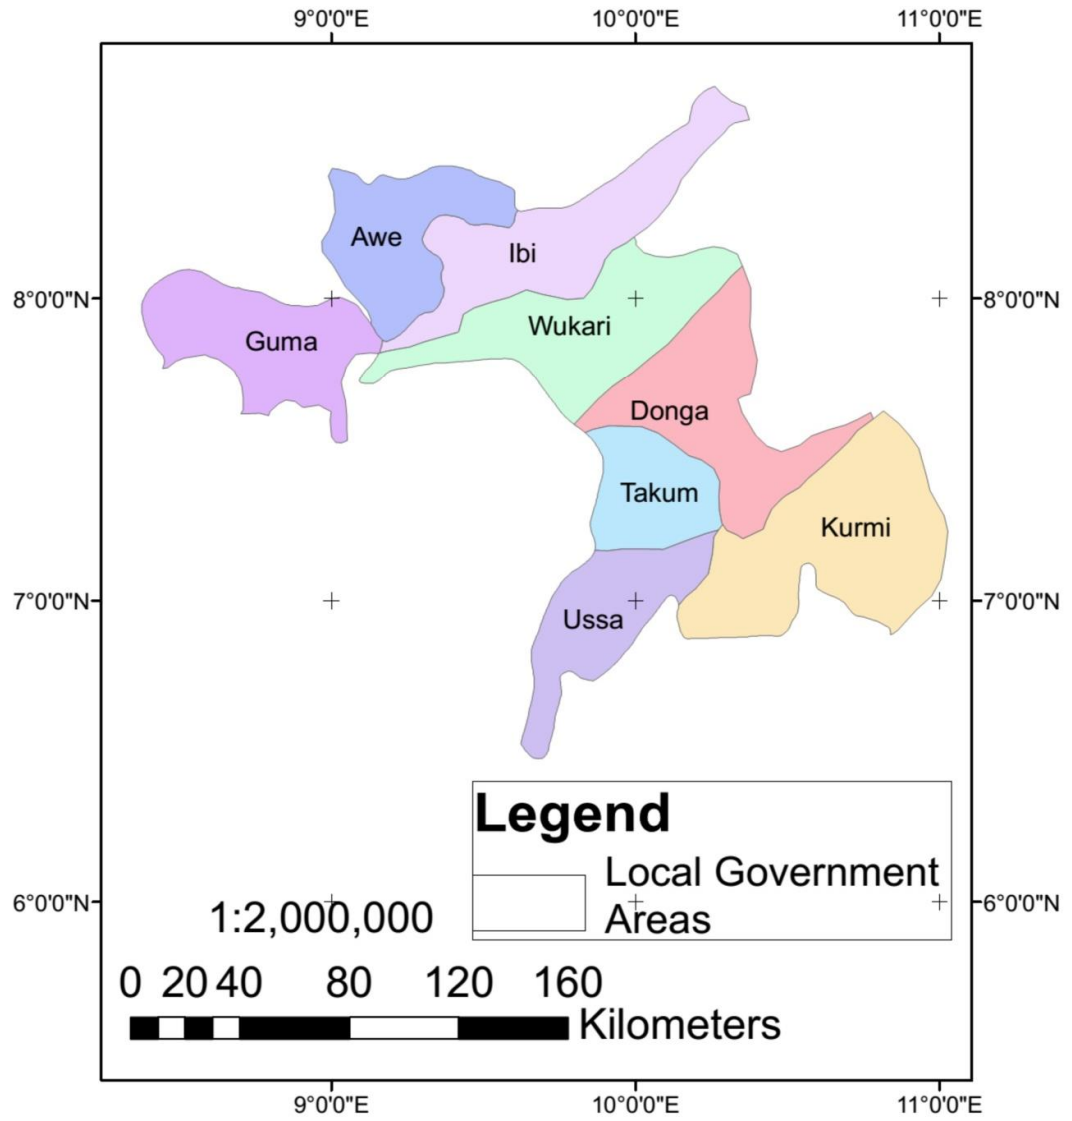 9°0'0"E 10°0'0"E 11°0'0"E
Awe
Ibi
8°0'0"N 8°0'0"N
Wukari
Guma
Donga
Takum
Kurmi
7°0'0"N 7°0'0"N
Ussa
Legend
Local Government
Areas
6°0'0"N 6°0'0"N
1:2,000,000
0 20 40 80 120 160
Kilometers
9°0'0"E 10°0'0"E 11°0'0"E